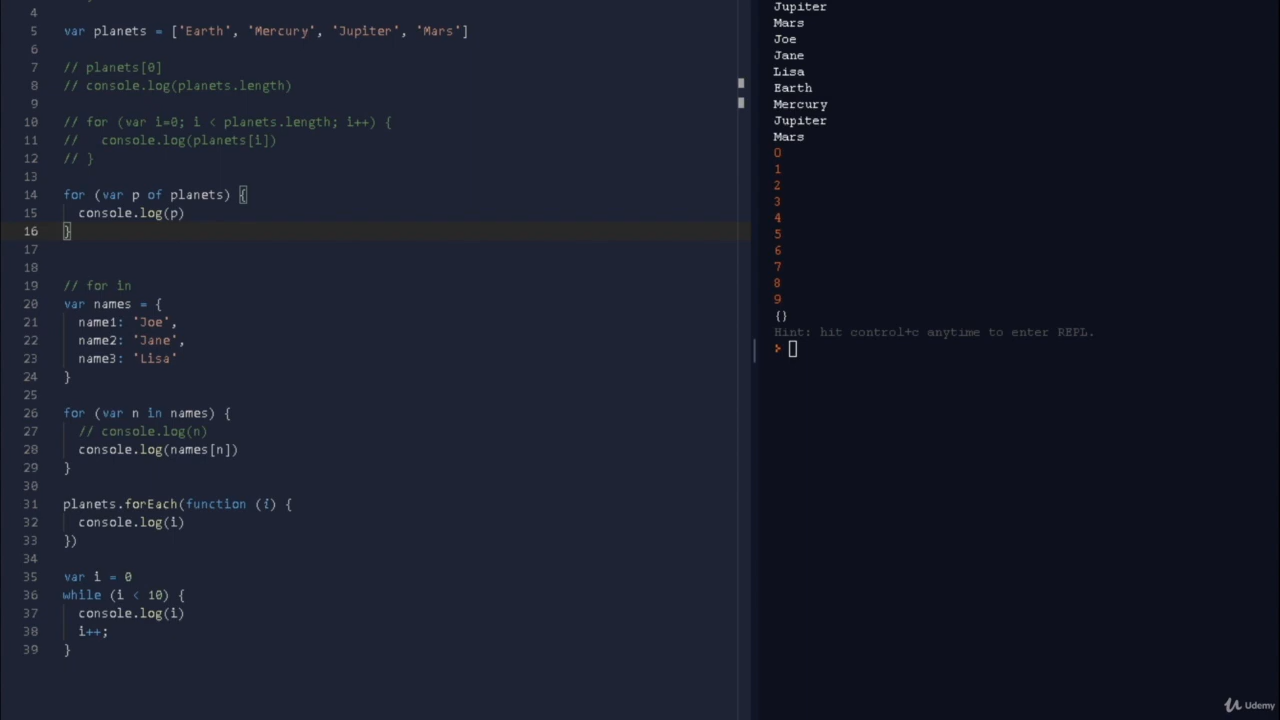 4
5 var planets = ['Earth', 'Mercury', 'Jupiter', 'Mars']
6
7 // planets[0]
8 // console.log(planets.length)
9
10 // for (var i=0; i < planets.length; i++) {
11 //   console.log(planets[i])
12 // }
13
14 for (var p of planets) {
15   console.log(p)
16 }
17
18
19 // for in
20 var names = {
21   name1: 'Joe',
22   name2: 'Jane',
23   name3: 'Lisa'
24 }
25
26 for (var n in names) {
27   // console.log(n)
28   console.log(names[n])
29 }
30
31 planets.forEach(function (i) {
32   console.log(i)
33 })
34
35 var i = 0
36 while (i < 10) {
37   console.log(i)
38   i++;
39 }
Jupiter
Mars
Joe
Jane
Lisa
Earth
Mercury
Jupiter
Mars
0
1
2
3
4
5
6
7
8
9
{}
Hint: hit control+c anytime to enter REPL.
Udemy